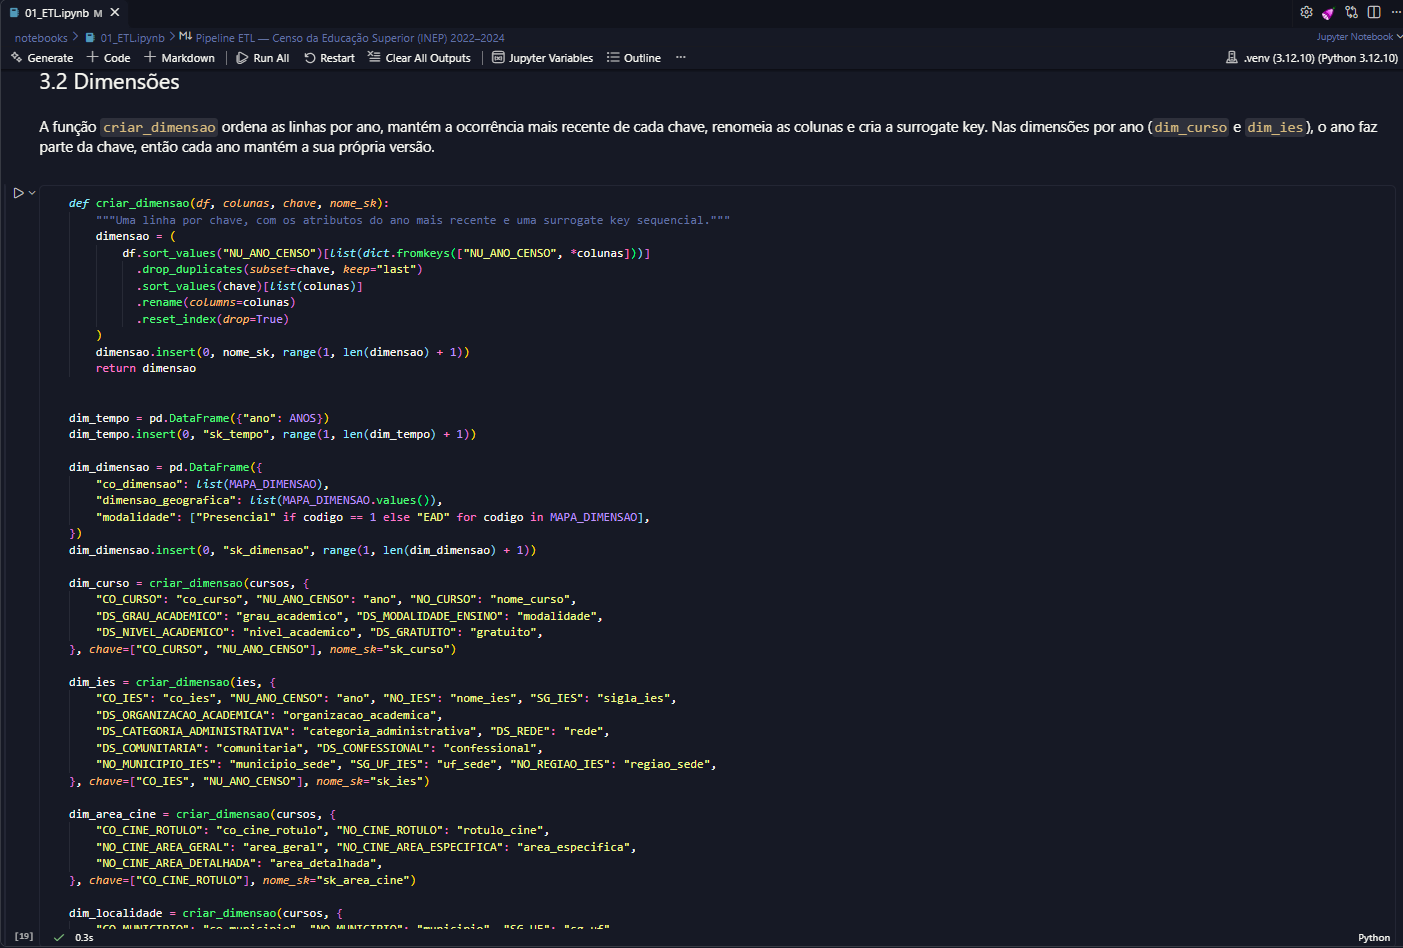 01_ETL.ipynb M
notebooks > 01_ETL.ipynb > M↓ Pipeline ETL — Censo da Educação Superior (INEP) 2022–2024
Jupyter Notebook
Generate + Code + Markdown Run All Restart Clear All Outputs Jupyter Variables Outline ...
.venv (3.12.10) (Python 3.12.10)
3.2 Dimensões
A função criar_dimensao ordena as linhas por ano, mantém a ocorrência mais recente de cada chave, renomeia as colunas e cria a surrogate key. Nas dimensões por ano (dim_curso e dim_ies), o ano faz
parte da chave, então cada ano mantém a sua própria versão.
def criar_dimensao(df, colunas, chave, nome_sk):
    """Uma linha por chave, com os atributos do ano mais recente e uma surrogate key sequencial."""
    dimensao = (
        df.sort_values("NU_ANO_CENSO")[list(dict.fromkeys(["NU_ANO_CENSO", *colunas]))]
          .drop_duplicates(subset=chave, keep="last")
          .sort_values(chave)[list(colunas)]
          .rename(columns=colunas)
          .reset_index(drop=True)
    )
    dimensao.insert(0, nome_sk, range(1, len(dimensao) + 1))
    return dimensao
dim_tempo = pd.DataFrame({"ano": ANOS})
dim_tempo.insert(0, "sk_tempo", range(1, len(dim_tempo) + 1))
dim_dimensao = pd.DataFrame({
    "co_dimensao": list(MAPA_DIMENSAO),
    "dimensao_geografica": list(MAPA_DIMENSAO.values()),
    "modalidade": ["Presencial" if codigo == 1 else "EAD" for codigo in MAPA_DIMENSAO],
})
dim_dimensao.insert(0, "sk_dimensao", range(1, len(dim_dimensao) + 1))
dim_curso = criar_dimensao(cursos, {
    "CO_CURSO": "co_curso", "NU_ANO_CENSO": "ano", "NO_CURSO": "nome_curso",
    "DS_GRAU_ACADEMICO": "grau_academico", "DS_MODALIDADE_ENSINO": "modalidade",
    "DS_NIVEL_ACADEMICO": "nivel_academico", "DS_GRATUITO": "gratuito",
}, chave=["CO_CURSO", "NU_ANO_CENSO"], nome_sk="sk_curso")
dim_ies = criar_dimensao(ies, {
    "CO_IES": "co_ies", "NU_ANO_CENSO": "ano", "NO_IES": "nome_ies", "SG_IES": "sigla_ies",
    "DS_ORGANIZACAO_ACADEMICA": "organizacao_academica",
    "DS_CATEGORIA_ADMINISTRATIVA": "categoria_administrativa", "DS_REDE": "rede",
    "DS_COMUNITARIA": "comunitaria", "DS_CONFESSIONAL": "confessional",
    "NO_MUNICIPIO_IES": "municipio_sede", "SG_UF_IES": "uf_sede", "NO_REGIAO_IES": "regiao_sede",
}, chave=["CO_IES", "NU_ANO_CENSO"], nome_sk="sk_ies")
dim_area_cine = criar_dimensao(cursos, {
    "CO_CINE_ROTULO": "co_cine_rotulo", "NO_CINE_ROTULO": "rotulo_cine",
    "NO_CINE_AREA_GERAL": "area_geral", "NO_CINE_AREA_ESPECIFICA": "area_especifica",
    "NO_CINE_AREA_DETALHADA": "area_detalhada",
}, chave=["CO_CINE_ROTULO"], nome_sk="sk_area_cine")
dim_localidade = criar_dimensao(cursos, {
    "CO_MUNICIPIO": "co_municipio", "NO_MUNICIPIO": "municipio", "SG_UF": "sg_uf",
[19] 0.3s
Python